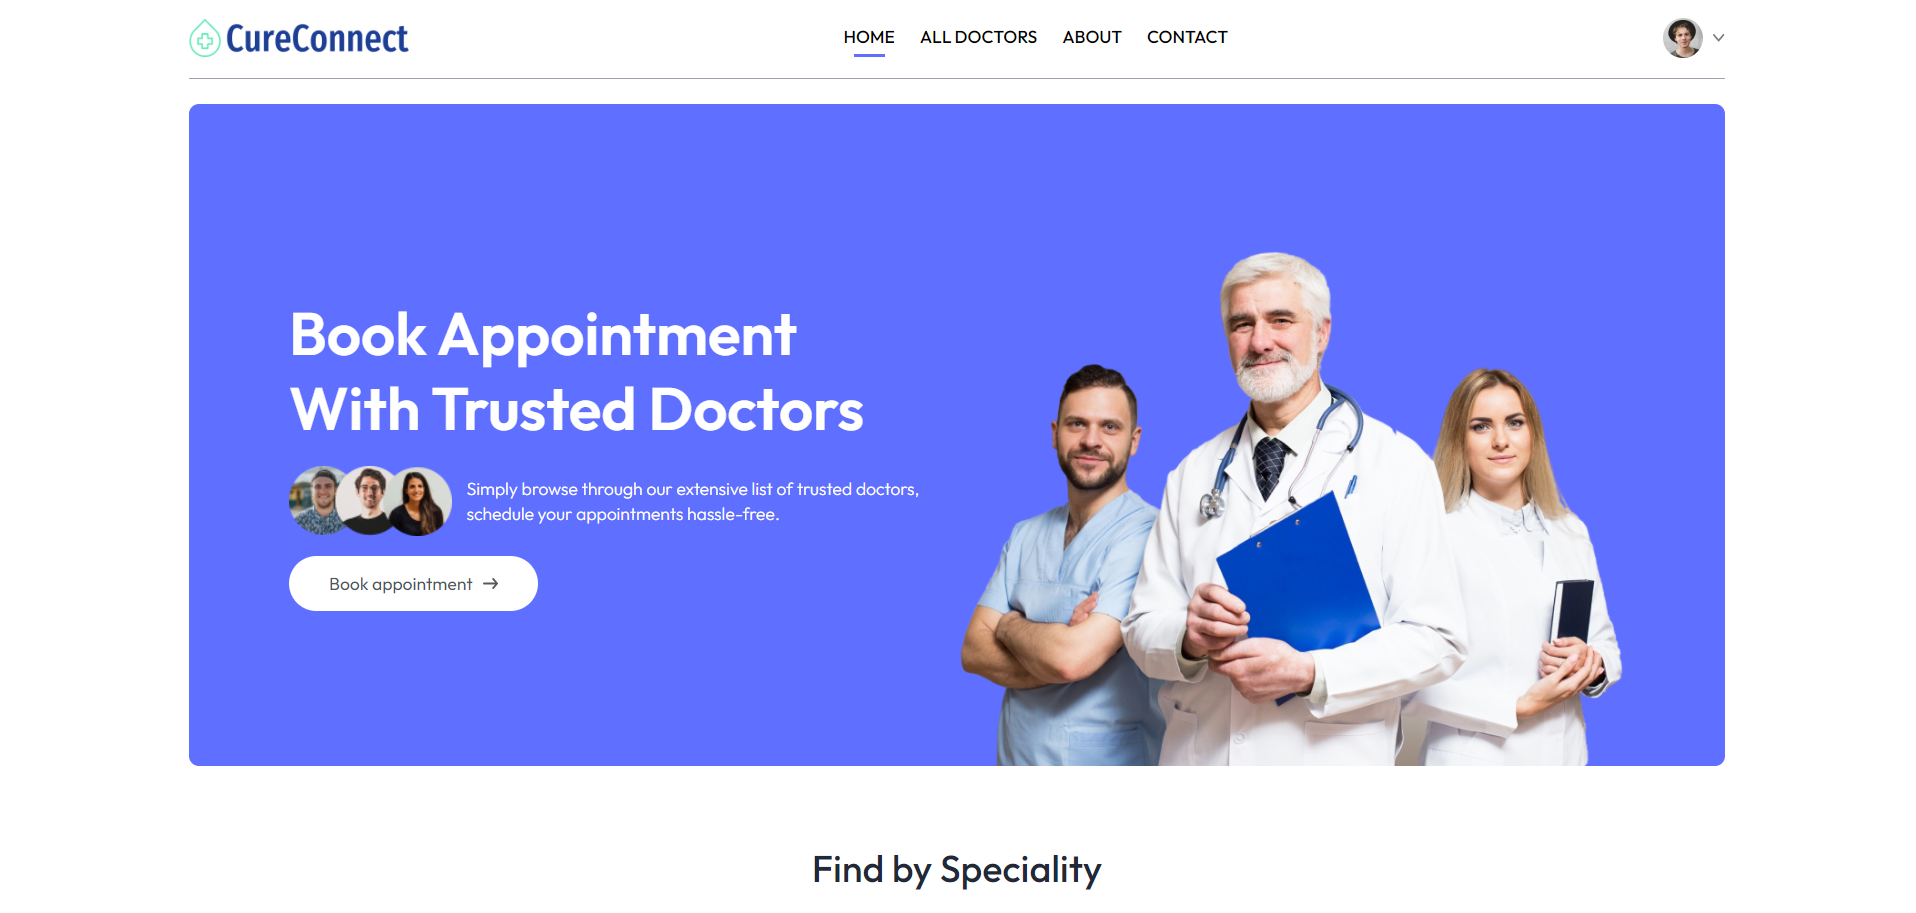 CureConnect
HOME
ALL DOCTORS
ABOUT
CONTACT
Book Appointment
With Trusted Doctors
Simply browse through our extensive list of trusted doctors,
schedule your appointments hassle-free.
Book appointment
Find by Speciality